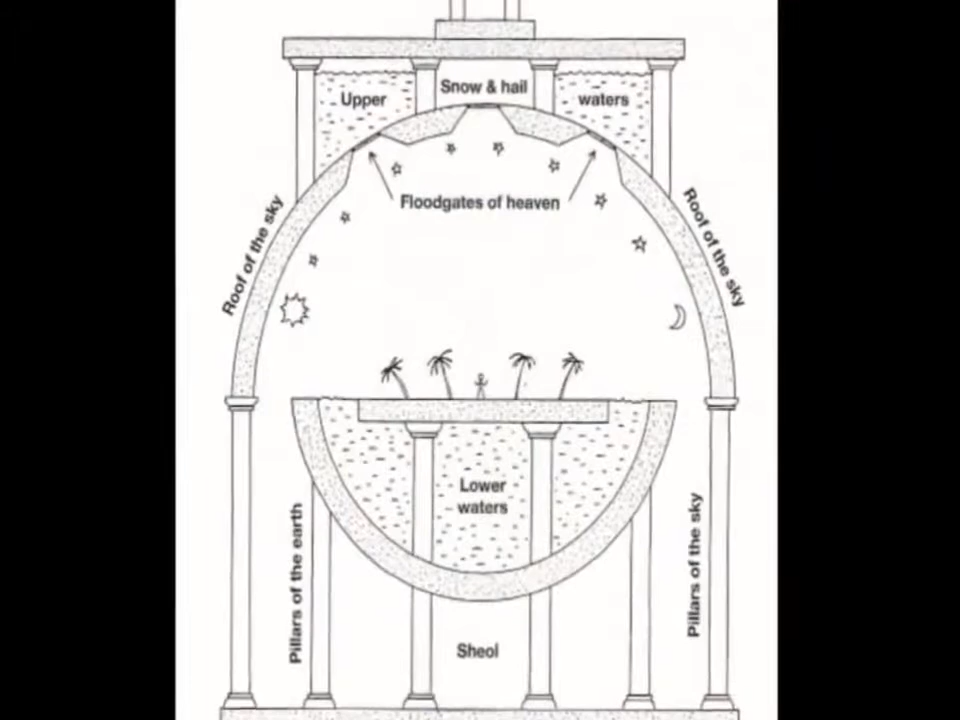 Snow & hail
Upper
waters
Floodgates of heaven
Roof of the sky
Roof of the sky
Lower
waters
Pillars of the earth
Pillars of the sky
Sheol